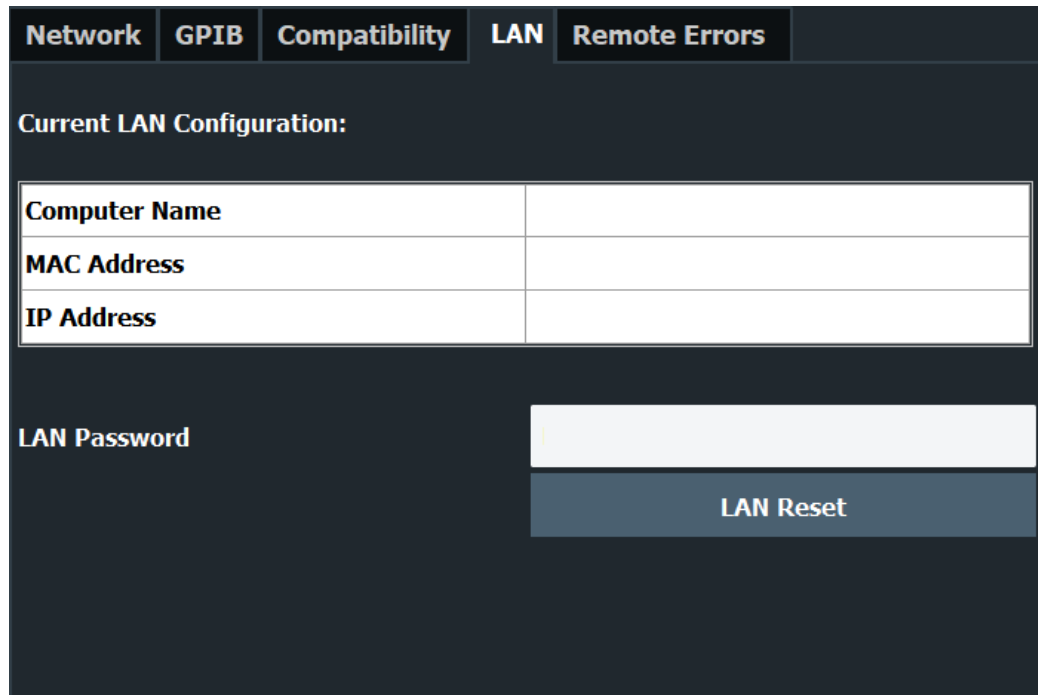 Network GPIB Compatibility LAN Remote Errors
Current LAN Configuration:
Computer Name
MAC Address
IP Address
LAN Password
LAN Reset